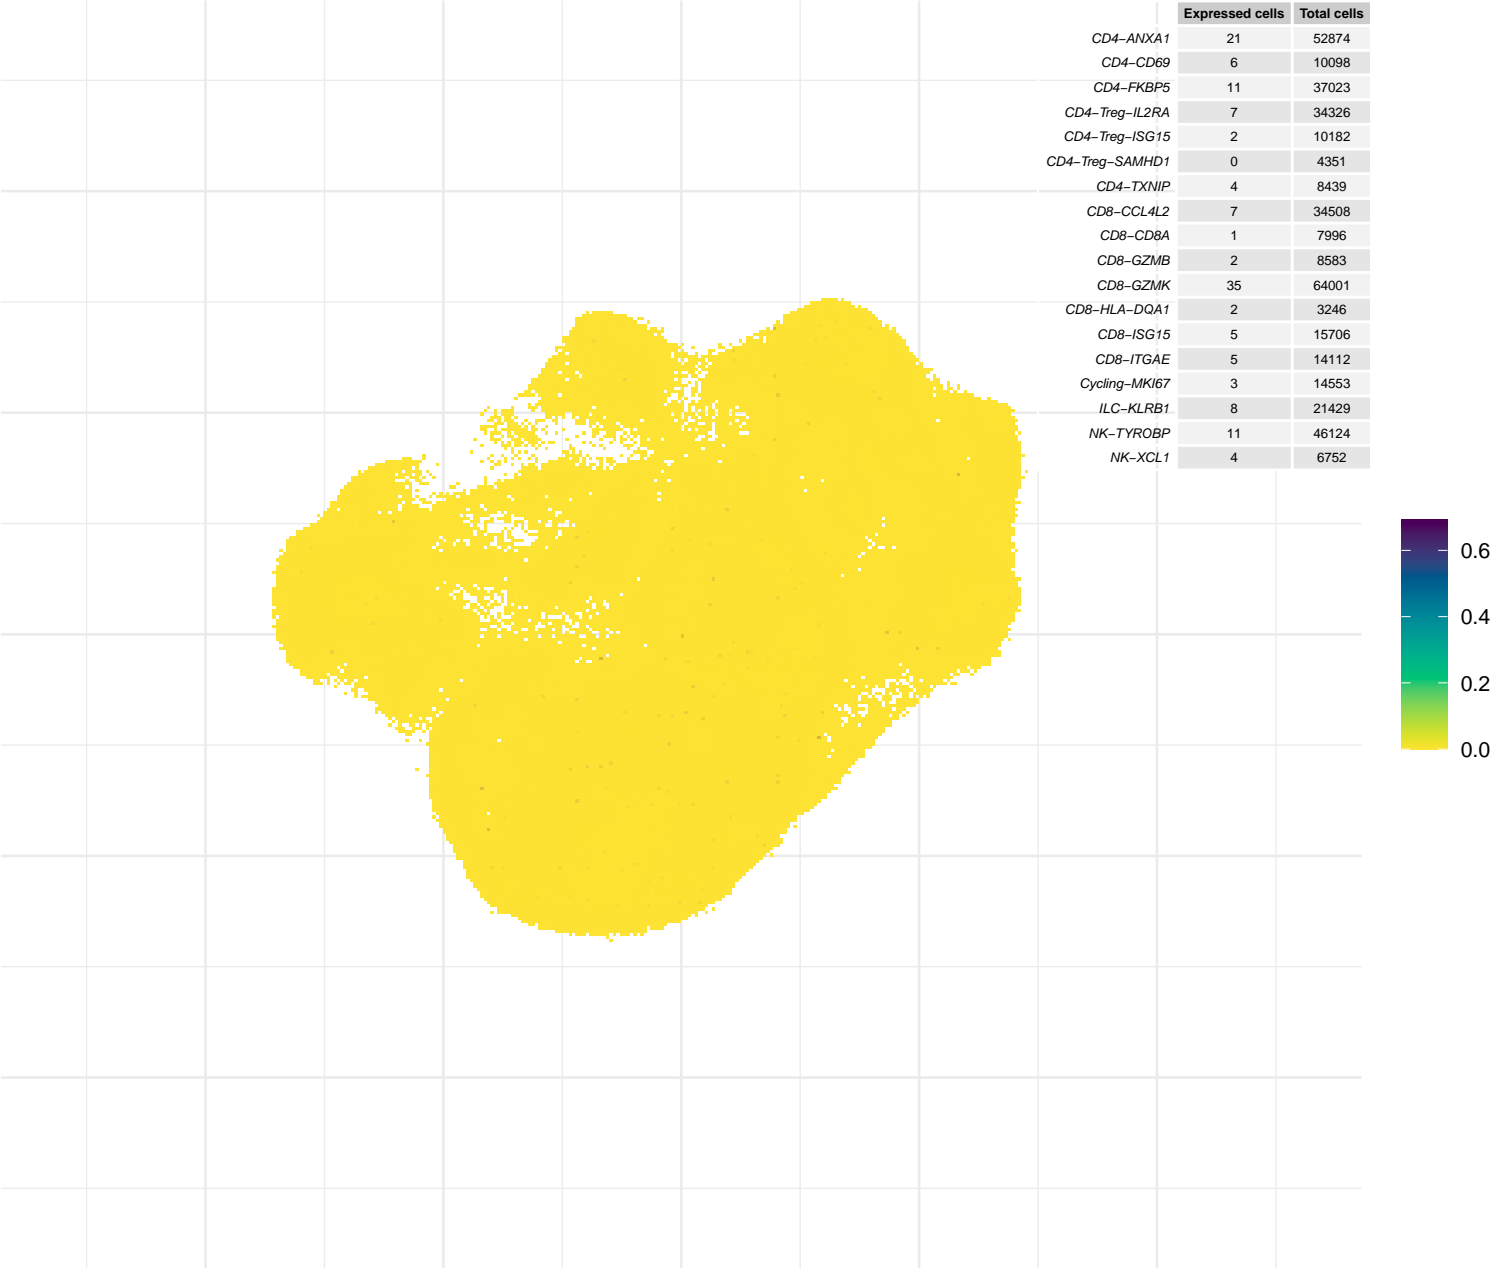 Expressed cells Total cells
CD4−ANXA1 21 52874
CD4−CD69 6 10098
CD4−FKBP5 11 37023
CD4−Treg−IL2RA 7 34326
CD4−Treg−ISG15 2 10182
CD4−Treg−SAMHD1 0 4351
CD4−TXNIP 4 8439
CD8−CCL4L2 7 34508
CD8−CD8A 1 7996
CD8−GZMB 2 8583
CD8−GZMK 35 64001
CD8−HLA−DQA1 2 3246
CD8−ISG15 5 15706
CD8−ITGAE 5 14112
Cycling−MKI67 3 14553
ILC−KLRB1 8 21429
NK−TYROBP 11 46124
NK−XCL1 4 6752
0.6
0.4
0.2
0.0